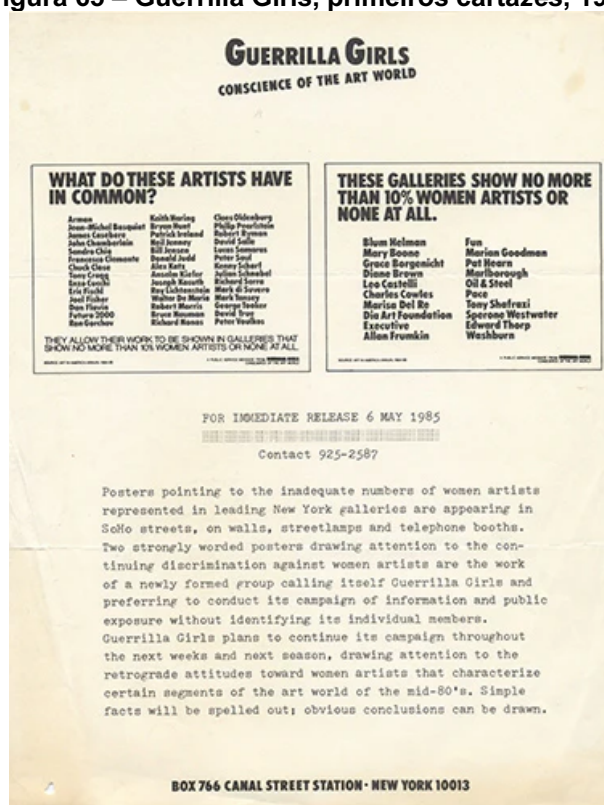 Guerrilla Girls, primeiros cartazes,
GUERRILLA GIRLS
CONSCIENCE OF THE ART WORLD
WHAT DO THESE ARTISTS HAVE
IN COMMON?
Arman
Jean-Michel Basquiat
James Casebere
John Chamberlain
Sandro Chia
Francesco Clemente
Chuck Close
Tony Cragg
Enzo Cucchi
Eric Fischl
Joel Fisher
Dan Flavin
Futura 2000
Ron Gorchov
Keith Haring
Bryan Hunt
Patrick Ireland
Neil Jenney
Bill Jensen
Donald Judd
Alex Katz
Anselm Kiefer
Joseph Kosuth
Roy Lichtenstein
Walter De Maria
Robert Morris
Bruce Nauman
Richard Nonas
Claes Oldenburg
Philip Pearlstein
Robert Ryman
David Salle
Lucas Samaras
Peter Saul
Kenny Scharf
Julian Schnabel
Richard Serra
Mark di Suvero
Mark Tansey
George Tooker
David True
Peter Voulkos
THEY ALLOW THEIR WORK TO BE SHOWN IN GALLERIES THAT
SHOW NO MORE THAN 10% WOMEN ARTISTS OR NONE AT ALL.
THESE GALLERIES SHOW NO MORE
THAN 10% WOMEN ARTISTS OR
NONE AT ALL.
Blum Helman
Mary Boone
Grace Borgenicht
Diane Brown
Leo Castelli
Charles Cowles
Marisa Del Re
Dia Art Foundation
Executive
Allan Frumkin
Fun
Marian Goodman
Pat Hearn
Marlborough
Oil & Steel
Pace
Tony Shafrazi
Sperone Westwater
Edward Thorp
Washburn
FOR IMMEDIATE RELEASE 6 MAY 1985
Contact 925-2587
Posters pointing to the inadequate numbers of women artists
represented in leading New York galleries are appearing in
SoHo streets, on walls, streetlamps and telephone booths.
Two strongly worded posters drawing attention to the con-
tinuing discrimination against women artists are the work
of a newly formed group calling itself Guerrilla Girls and
preferring to conduct its campaign of information and public
exposure without identifying its individual members.
Guerrilla Girls plans to continue its campaign throughout
the next weeks and next season, drawing attention to the
retrograde attitudes toward women artists that characterize
certain segments of the art world of the mid-80's. Simple
facts will be spelled out; obvious conclusions can be drawn.
BOX 766 CANAL STREET STATION · NEW YORK 10013